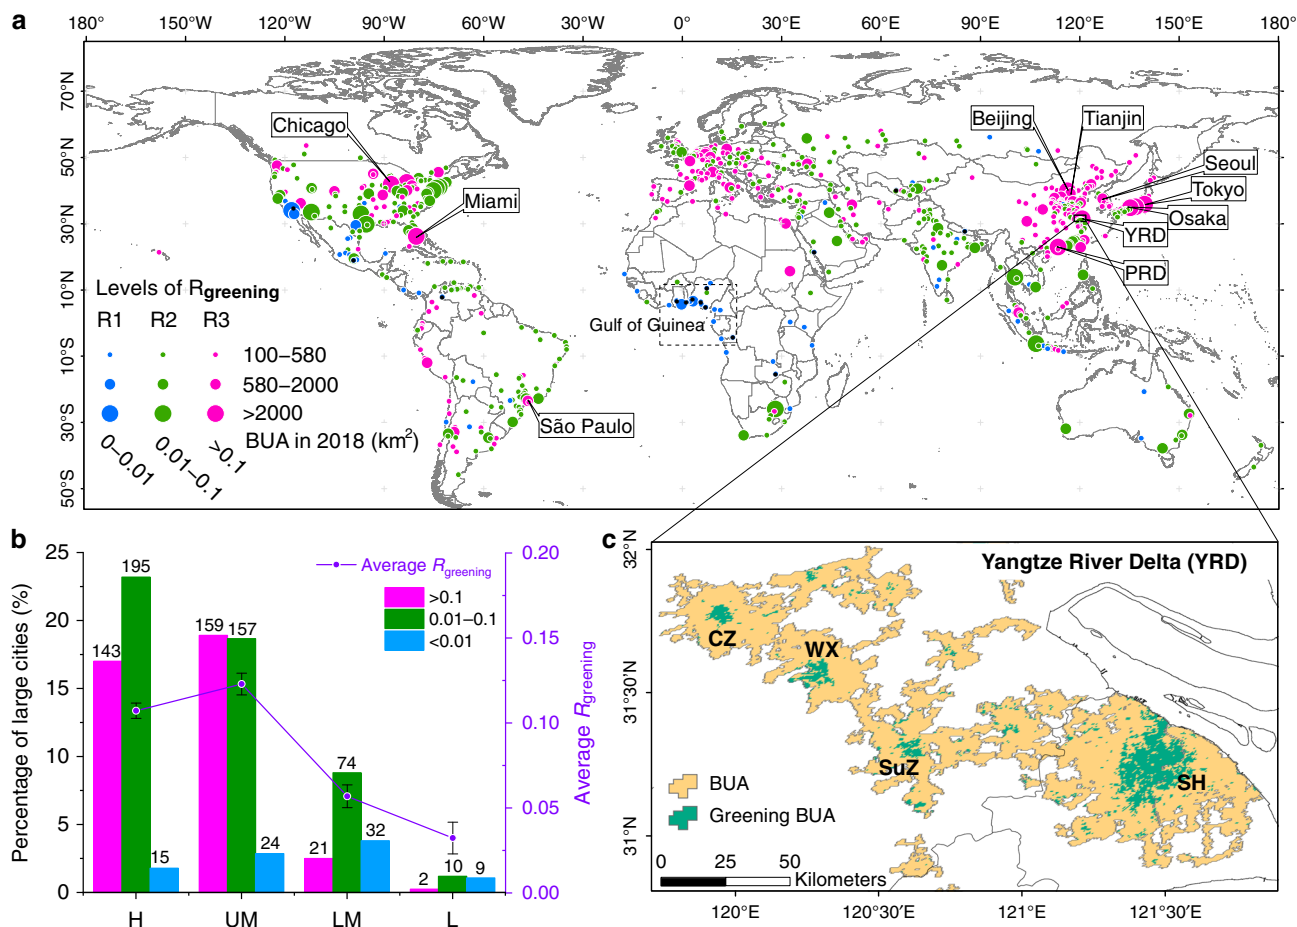 a
180° 150°W 120°W 90°W 60°W 30°W 0° 30°E 60°E 90°E 120°E 150°E 180°
70°N
50°N
30°N
10°N
10°S
30°S
50°S
Chicago
Miami
São Paulo
Gulf of Guinea
Beijing
Tianjin
Seoul
Tokyo
Osaka
YRD
PRD
Levels of Rgreening
R1 R2 R3
100–580
580–2000
>2000
0–0.01 0.01–0.1 >0.1 BUA in 2018 (km²)
b
Percentage of large cities (%)
25
20
15
10
5
0
Average Rgreening
>0.1
0.01–0.1
<0.01
143 195 15
159 157 24
21 74 32
2 10 9
H UM LM L
0.20
0.15
0.10
0.05
0.00
Average Rgreening
c
Yangtze River Delta (YRD)
32°N
31°30'N
31°N
CZ
WX
SuZ
SH
BUA
Greening BUA
0 25 50
Kilometers
120°E 120°30'E 121°E 121°30'E